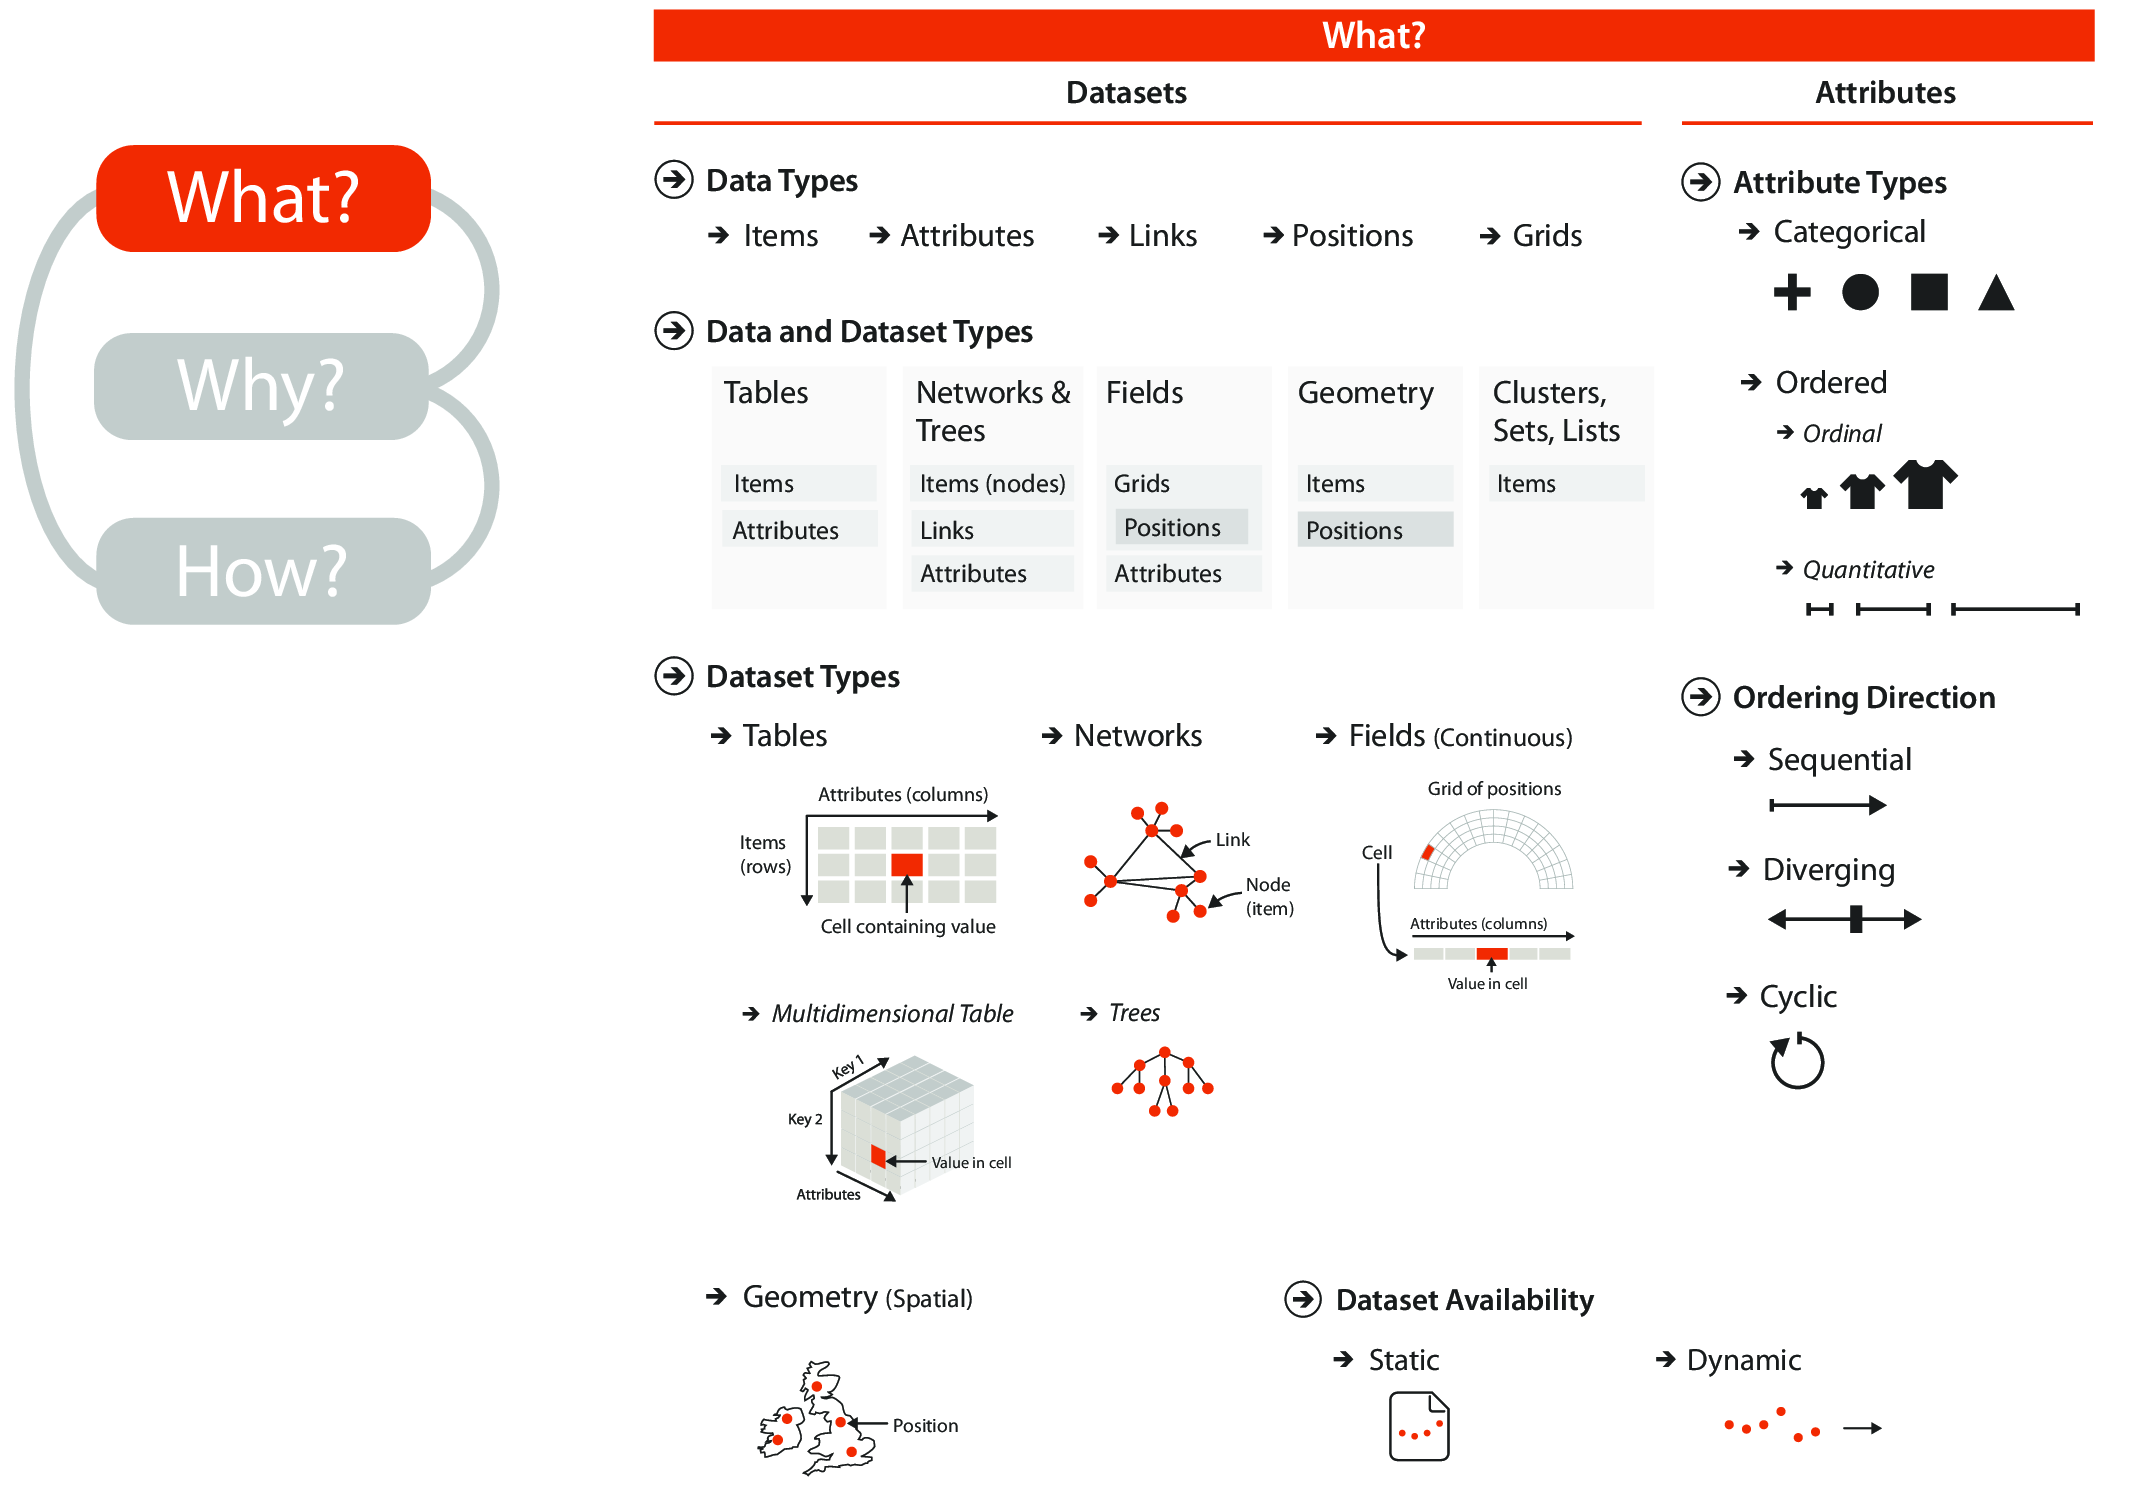 What?
Why?
How?
What?
Datasets
Attributes
Data Types
Items
Attributes
Links
Positions
Grids
Data and Dataset Types
Tables
Items
Attributes
Networks &
Trees
Items (nodes)
Links
Attributes
Fields
Grids
Positions
Attributes
Geometry
Items
Positions
Clusters,
Sets, Lists
Items
Dataset Types
Tables
Attributes (columns)
Items
(rows)
Cell containing value
Networks
Link
Node
(item)
Fields (Continuous)
Grid of positions
Cell
Attributes (columns)
Value in cell
Multidimensional Table
Key 1
Key 2
Value in cell
Attributes
Trees
Geometry (Spatial)
Position
Dataset Availability
Static
Dynamic
Attribute Types
Categorical
Ordered
Ordinal
Quantitative
Ordering Direction
Sequential
Diverging
Cyclic